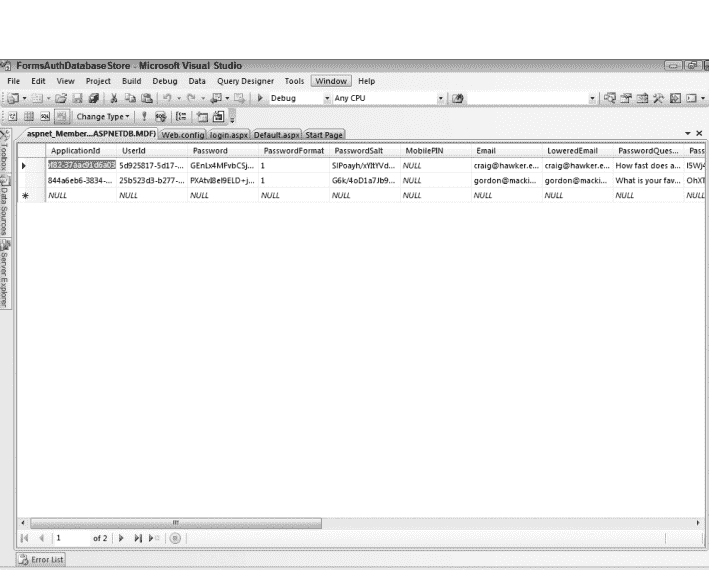 FormsAuthDatabaseStore - Microsoft Visual Studio
File Edit View Project Build Debug Data Query Designer Tools Window Help
Debug Any CPU
SQL Change Type
aspnet_Member...ASPNETDB.MDF) Web.config login.aspx Default.aspx Start Page
ApplicationId UserId Password PasswordFormat PasswordSalt MobilePIN Email LoweredEmail PasswordQues... Pass
5d925817-5d17-... GEnLx4MFvbC5j... 1 NULL craig@hawker.e... craig@hawker.e... How fast does a...
844a6eb6-3834-... 25b523d3-b277-... 1 G6k/4oD1a7Jb9... NULL gordon@macki... gordon@macki... What is your fav...
NULL NULL NULL NULL NULL NULL NULL NULL NULL NULL
1 of 2
Error List
Toolbox
Data Sources
Server Explorer